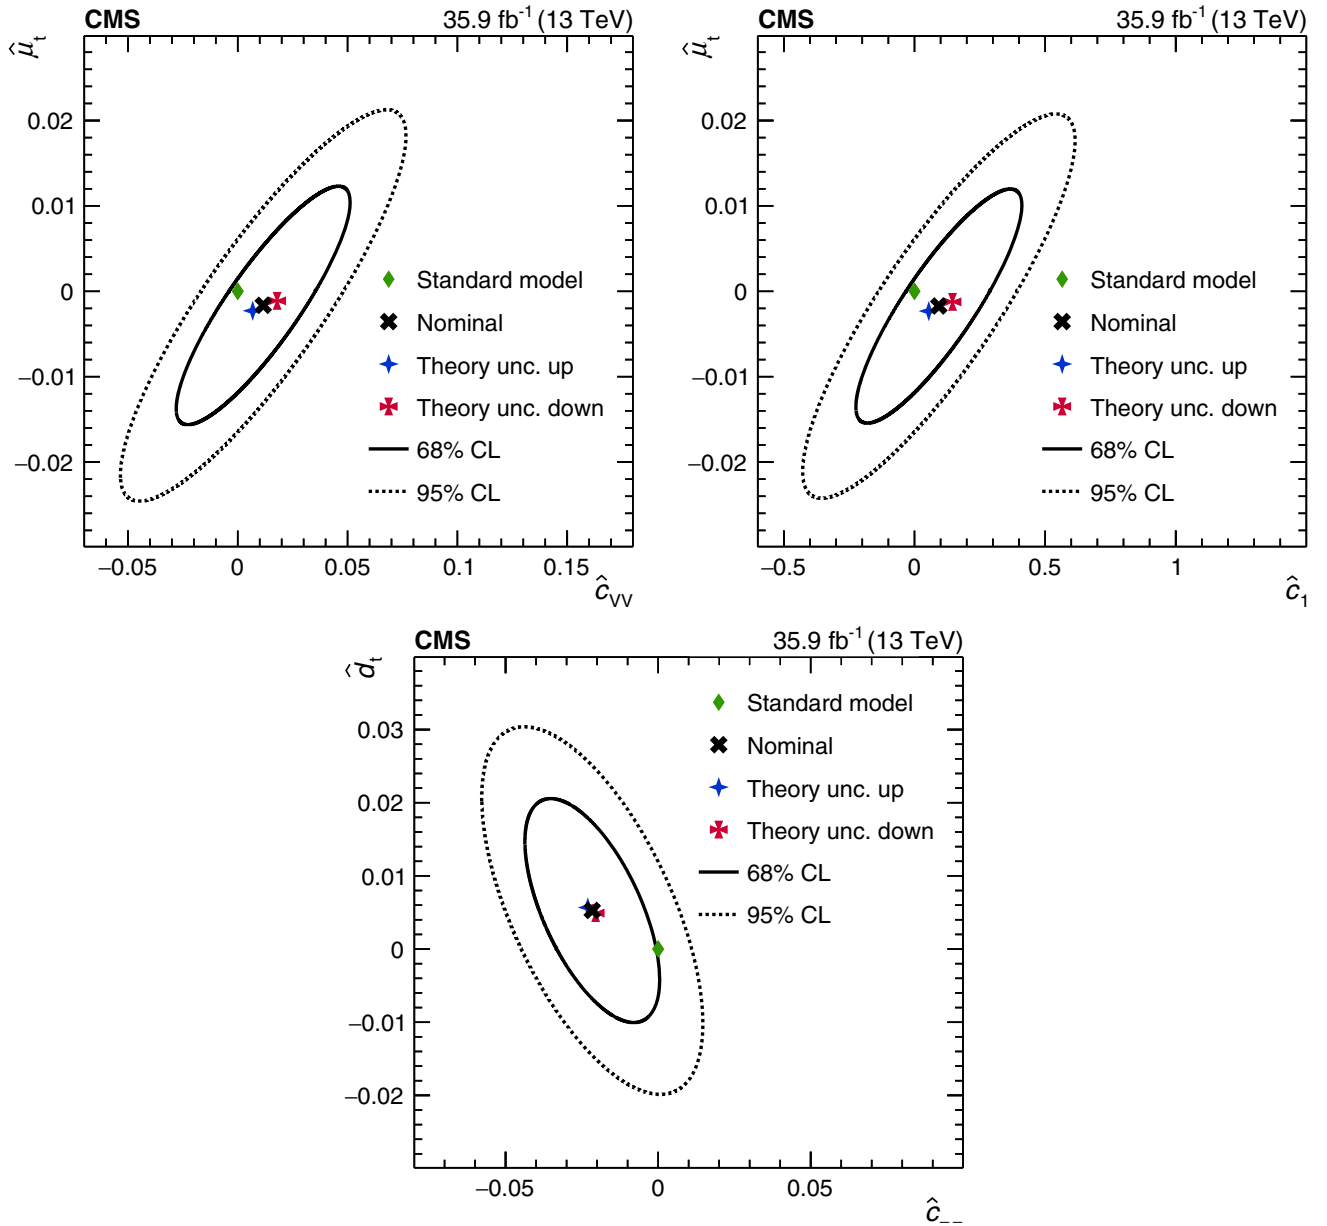 CMS 35.9 fb⁻¹ (13 TeV)
μ̂ₜ
0.02
0.01
0
−0.01
−0.02
Standard model
Nominal
Theory unc. up
Theory unc. down
68% CL
95% CL
−0.05 0 0.05 0.1 0.15
ĉVV
CMS 35.9 fb⁻¹ (13 TeV)
μ̂ₜ
0.02
0.01
0
−0.01
−0.02
Standard model
Nominal
Theory unc. up
Theory unc. down
68% CL
95% CL
−0.5 0 0.5 1
ĉ₁
CMS 35.9 fb⁻¹ (13 TeV)
d̂ₜ
0.03
0.02
0.01
0
−0.01
−0.02
Standard model
Nominal
Theory unc. up
Theory unc. down
68% CL
95% CL
−0.05 0 0.05
ĉ